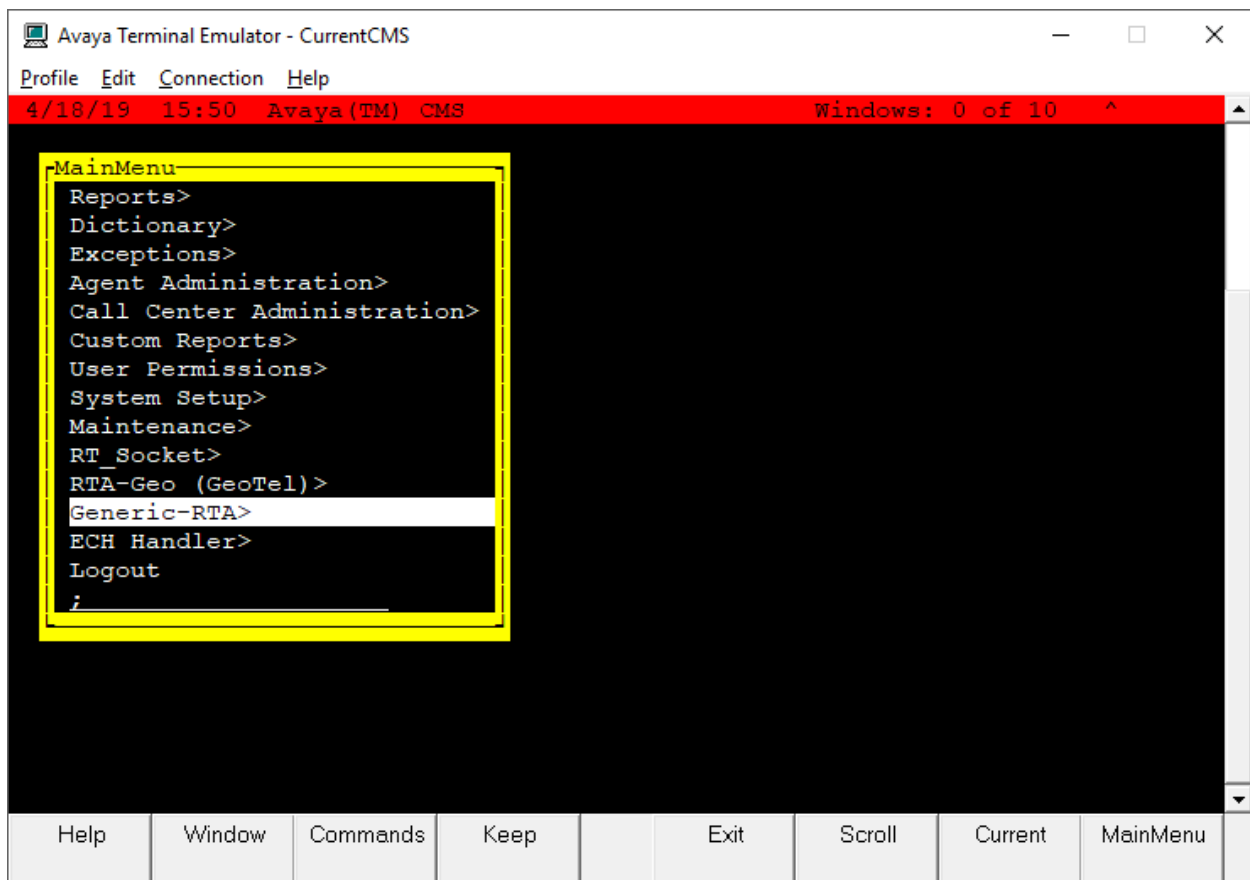 Avaya Terminal Emulator - CurrentCMS
Profile Edit Connection Help
4/18/19 15:50 Avaya(TM) CMS Windows: 0 of 10 ^
MainMenu
Reports>
Dictionary>
Exceptions>
Agent Administration>
Call Center Administration>
Custom Reports>
User Permissions>
System Setup>
Maintenance>
RT_Socket>
RTA-Geo (GeoTel)>
Generic-RTA>
ECH Handler>
Logout
;
Help Window Commands Keep Exit Scroll Current MainMenu